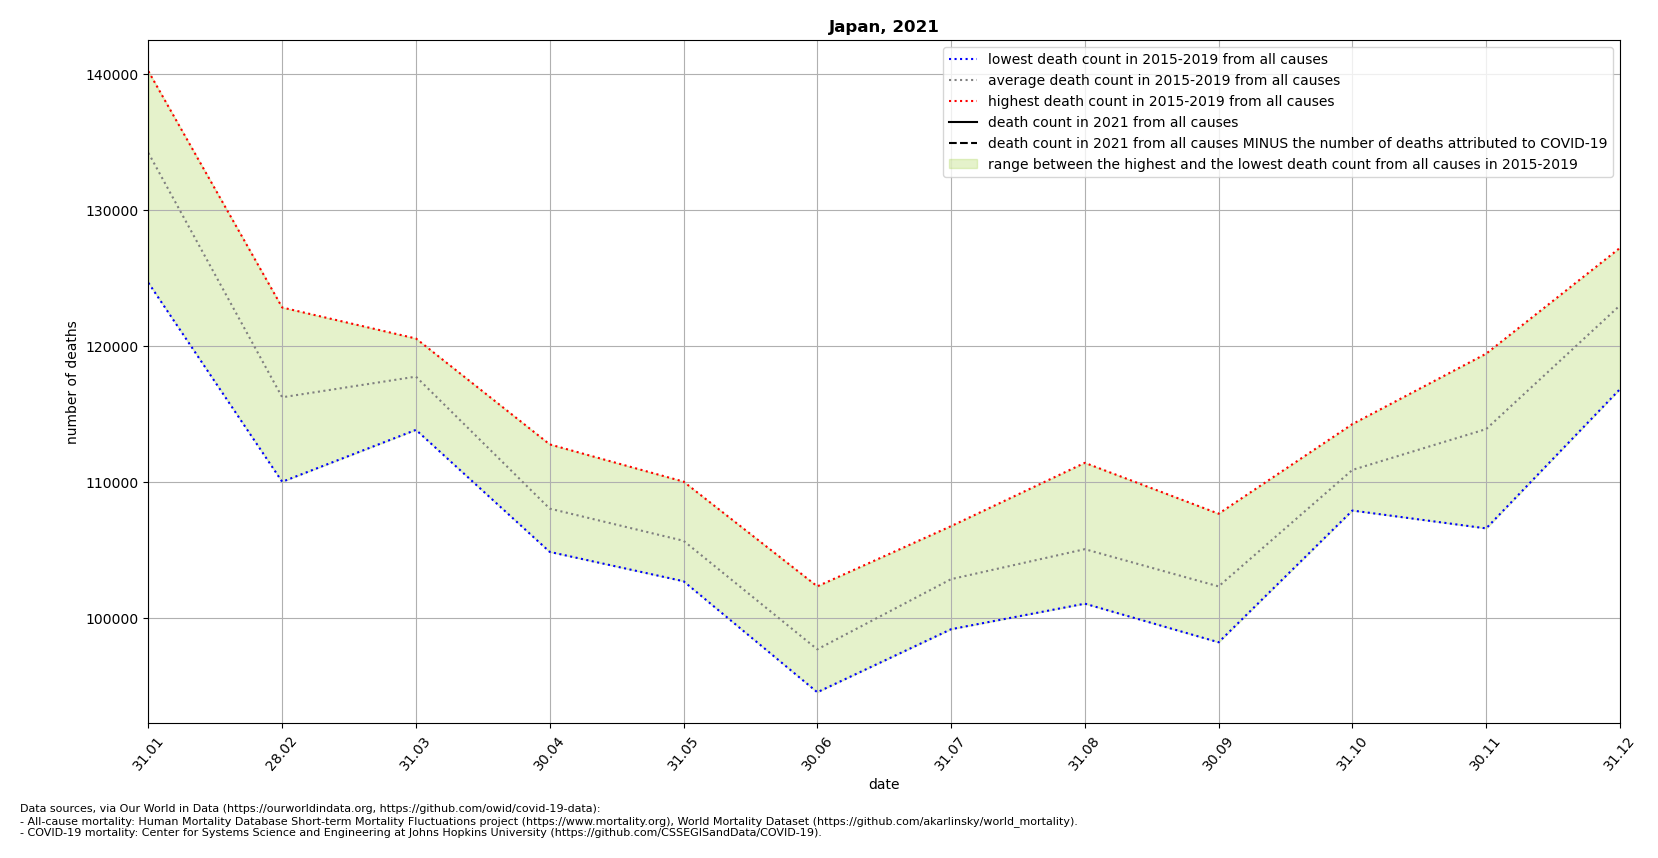 Japan, 2021
lowest death count in 2015-2019 from all causes
average death count in 2015-2019 from all causes
highest death count in 2015-2019 from all causes
death count in 2021 from all causes
death count in 2021 from all causes MINUS the number of deaths attributed to COVID-19
range between the highest and the lowest death count from all causes in 2015-2019
140000
130000
120000
110000
100000
number of deaths
31.01
28.02
31.03
30.04
31.05
30.06
31.07
31.08
30.09
31.10
30.11
31.12
date
Data sources, via Our World in Data (https://ourworldindata.org, https://github.com/owid/covid-19-data):
- All-cause mortality: Human Mortality Database Short-term Mortality Fluctuations project (https://www.mortality.org), World Mortality Dataset (https://github.com/akarlinsky/world_mortality).
- COVID-19 mortality: Center for Systems Science and Engineering at Johns Hopkins University (https://github.com/CSSEGISandData/COVID-19).